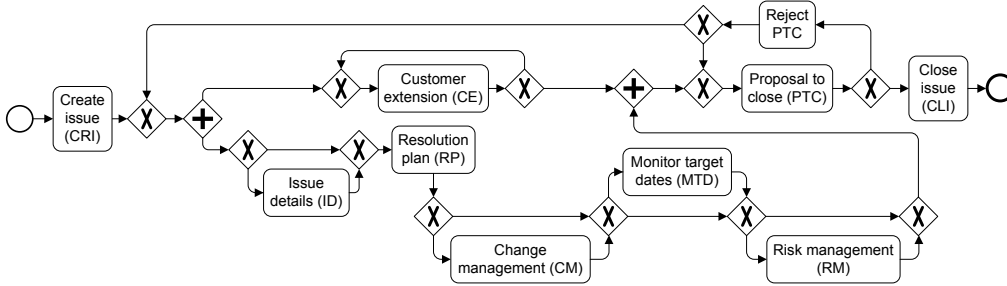 Reject
PTC
Create
issue
(CRI)
Customer
extension (CE)
Proposal to
close (PTC)
Close
issue
(CLI)
Issue
details (ID)
Resolution
plan (RP)
Monitor target
dates (MTD)
Change
management (CM)
Risk management
(RM)